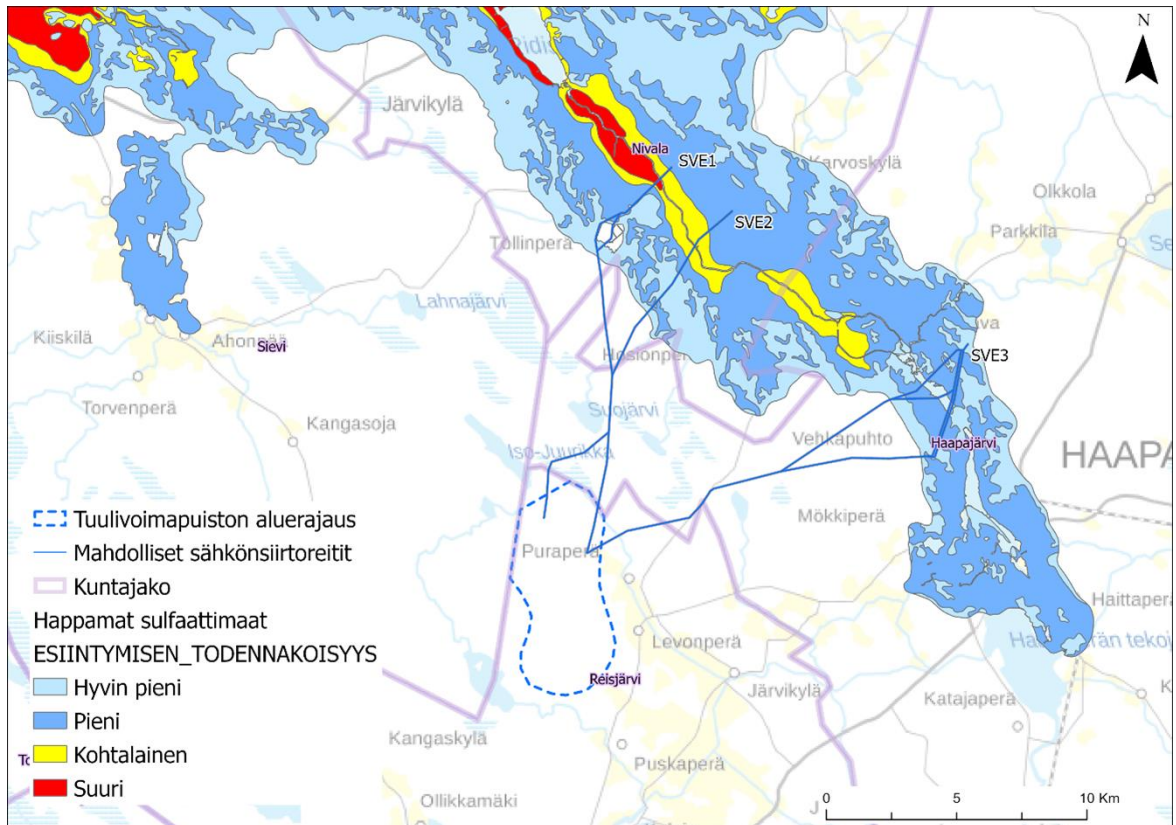 N
Ridis
Järvikylä
Nivala
SVE1
Karvoskylä
Olkkola
SVE2
Parkkila
Töllinperä
Lahnajärvi
Kiiskilä
Ahonpää
Sievi
SVE3
Torvenperä
Suojärvi
Kangasoja
Vehkapuhto
Haapajärvi
HAAPA
Iso-Juurikka
Mökkiperä
Tuulivoimapuiston aluerajaus
Mahdolliset sähkönsiirtoreitit
Kuntajako
Happamat sulfaattimaat
ESIINTYMISEN_TODENNAKOISYYS
Hyvin pieni
Pieni
Kohtalainen
Suuri
Puraperä
Haittaperä
Levonperä
Reisjärvi
Järvikylä
Katajaperä
Kangaskylä
Puskaperä
Ollikkamäki
0 5 10 Km